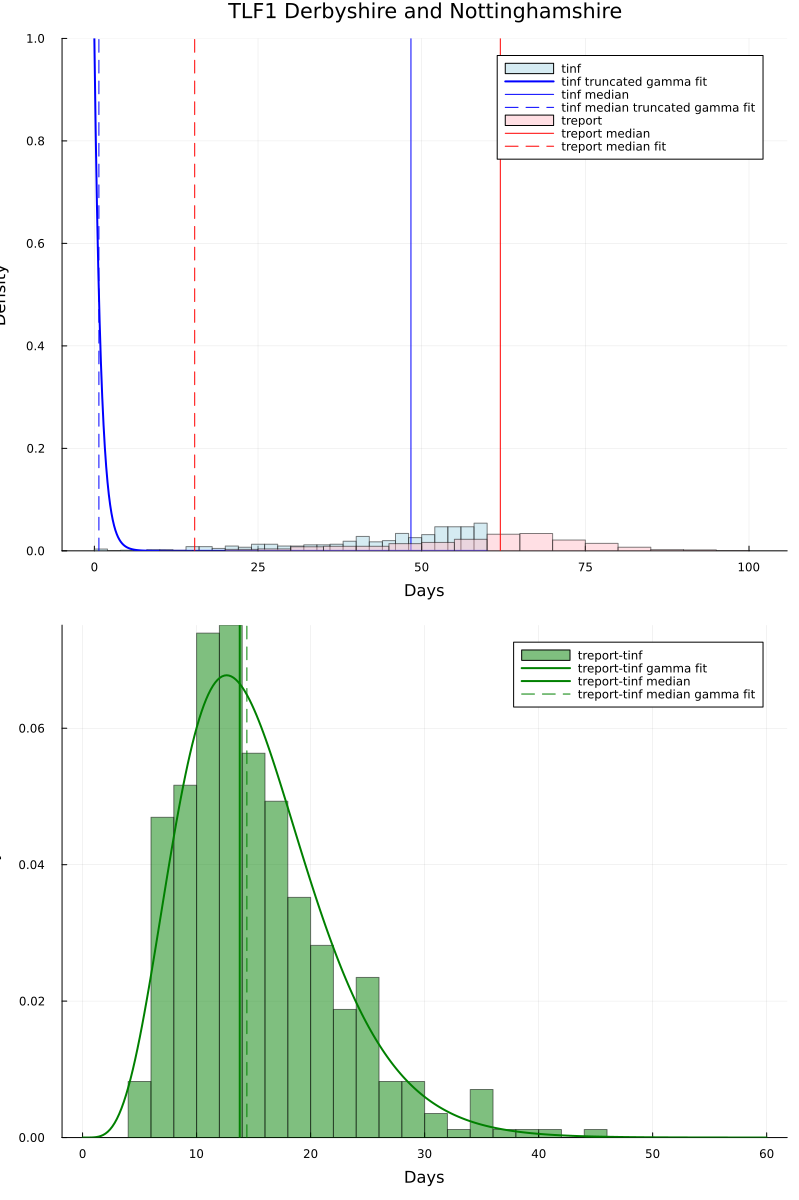 TLF1 Derbyshire and Nottinghamshire
1.0
0.8
0.6
0.4
0.2
0.0
Density
tinf
tinf truncated gamma fit
tinf median
tinf median truncated gamma fit
treport
treport median
treport median fit
0 25 50 75 100
Days
treport-tinf
treport-tinf gamma fit
treport-tinf median
treport-tinf median gamma fit
0.06
0.04
0.02
0.00
0 10 20 30 40 50 60
Days